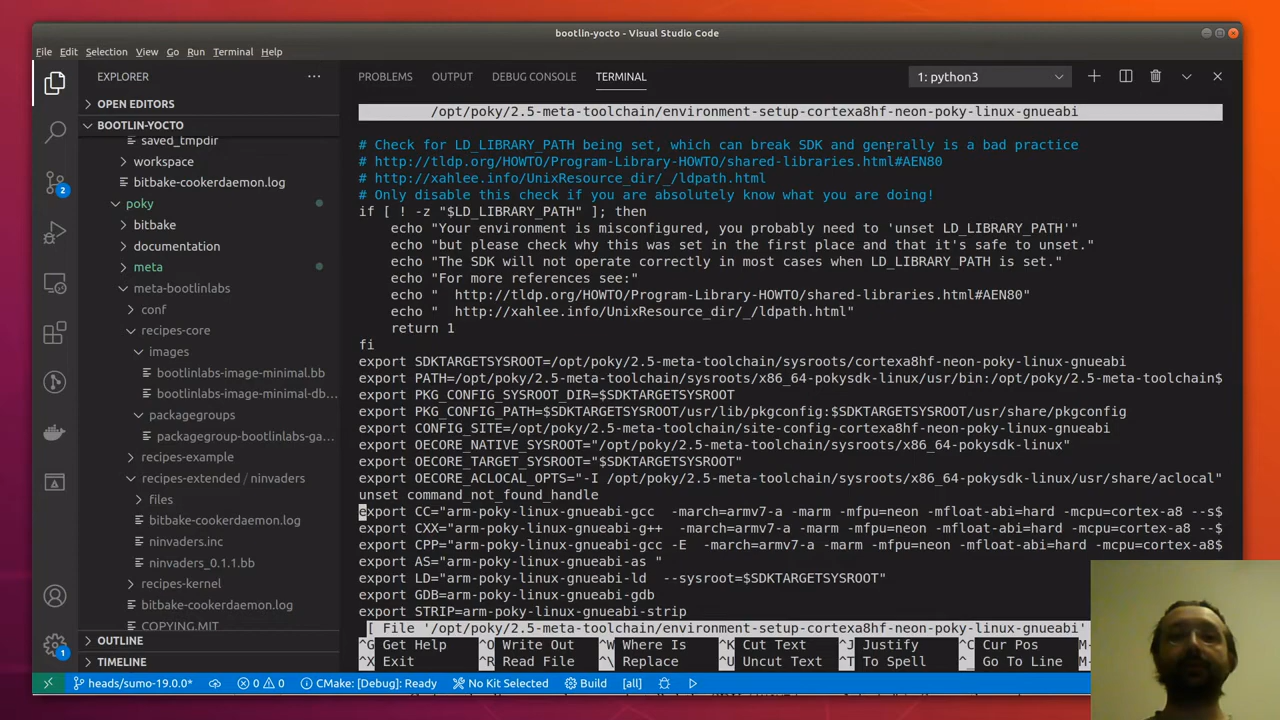 bootlin-yocto - Visual Studio Code
File Edit Selection View Go Run Terminal Help
EXPLORER
OPEN EDITORS
BOOTLIN-YOCTO
saved_tmpdir
workspace
bitbake-cookerdaemon.log
poky
bitbake
documentation
meta
meta-bootlinlabs
conf
recipes-core
images
bootlinlabs-image-minimal.bb
bootlinlabs-image-minimal-db...
packagegroups
packagegroup-bootlinlabs-ga...
recipes-example
recipes-extended / ninvaders
files
bitbake-cookerdaemon.log
ninvaders.inc
ninvaders_0.1.1.bb
recipes-kernel
bitbake-cookerdaemon.log
COPYING.MIT
OUTLINE
TIMELINE
2
1
PROBLEMS OUTPUT DEBUG CONSOLE TERMINAL 1: python3
/opt/poky/2.5-meta-toolchain/environment-setup-cortexa8hf-neon-poky-linux-gnueabi
# Check for LD_LIBRARY_PATH being set, which can break SDK and generally is a bad practice
# http://tldp.org/HOWTO/Program-Library-HOWTO/shared-libraries.html#AEN80
# http://xahlee.info/UnixResource_dir/_/ldpath.html
# Only disable this check if you are absolutely know what you are doing!
if [ ! -z "$LD_LIBRARY_PATH" ]; then
echo "Your environment is misconfigured, you probably need to 'unset LD_LIBRARY_PATH'"
echo "but please check why this was set in the first place and that it's safe to unset."
echo "The SDK will not operate correctly in most cases when LD_LIBRARY_PATH is set."
echo "For more references see:"
echo "  http://tldp.org/HOWTO/Program-Library-HOWTO/shared-libraries.html#AEN80"
echo "  http://xahlee.info/UnixResource_dir/_/ldpath.html"
return 1
fi
export SDKTARGETSYSROOT=/opt/poky/2.5-meta-toolchain/sysroots/cortexa8hf-neon-poky-linux-gnueabi
export PATH=/opt/poky/2.5-meta-toolchain/sysroots/x86_64-pokysdk-linux/usr/bin:/opt/poky/2.5-meta-toolchain$
export PKG_CONFIG_SYSROOT_DIR=$SDKTARGETSYSROOT
export PKG_CONFIG_PATH=$SDKTARGETSYSROOT/usr/lib/pkgconfig:$SDKTARGETSYSROOT/usr/share/pkgconfig
export CONFIG_SITE=/opt/poky/2.5-meta-toolchain/site-config-cortexa8hf-neon-poky-linux-gnueabi
export OECORE_NATIVE_SYSROOT="/opt/poky/2.5-meta-toolchain/sysroots/x86_64-pokysdk-linux"
export OECORE_TARGET_SYSROOT="$SDKTARGETSYSROOT"
export OECORE_ACLOCAL_OPTS="-I /opt/poky/2.5-meta-toolchain/sysroots/x86_64-pokysdk-linux/usr/share/aclocal"
unset command_not_found_handle
export CC="arm-poky-linux-gnueabi-gcc  -march=armv7-a -marm -mfpu=neon -mfloat-abi=hard -mcpu=cortex-a8 --s$
export CXX="arm-poky-linux-gnueabi-g++  -march=armv7-a -marm -mfpu=neon -mfloat-abi=hard -mcpu=cortex-a8 --$
export CPP="arm-poky-linux-gnueabi-gcc -E  -march=armv7-a -marm -mfpu=neon -mfloat-abi=hard -mcpu=cortex-a8$
export AS="arm-poky-linux-gnueabi-as "
export LD="arm-poky-linux-gnueabi-ld  --sysroot=$SDKTARGETSYSROOT"
export GDB=arm-poky-linux-gnueabi-gdb
export STRIP=arm-poky-linux-gnueabi-strip
[ File '/opt/poky/2.5-meta-toolchain/environment-setup-cortexa8hf-neon-poky-linux-gnueabi'
^G Get Help ^O Write Out ^W Where Is ^K Cut Text ^J Justify ^C Cur Pos M-
^X Exit ^R Read File ^\ Replace ^U Uncut Text ^T To Spell ^_ Go To Line M-
heads/sumo-19.0.0* 0 0 CMake: [Debug]: Ready No Kit Selected Build [all]